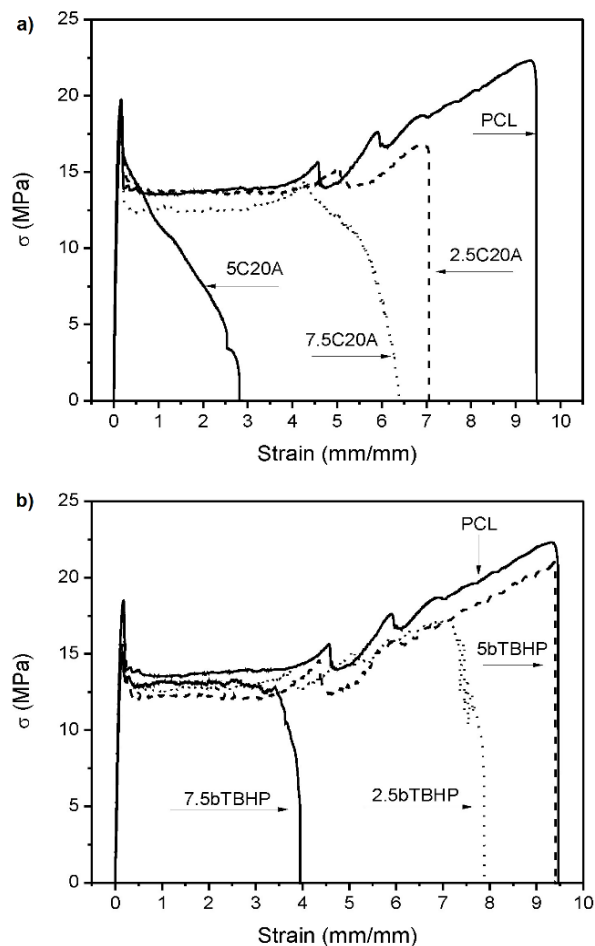 a)
25
20
15
10
5
0
σ (MPa)
PCL
5C20A
2.5C20A
7.5C20A
0 1 2 3 4 5 6 7 8 9 10
Strain (mm/mm)
b)
25
20
15
10
5
0
σ (MPa)
PCL
5bTBHP
7.5bTBHP
2.5bTBHP
0 1 2 3 4 5 6 7 8 9 10
Strain (mm/mm)